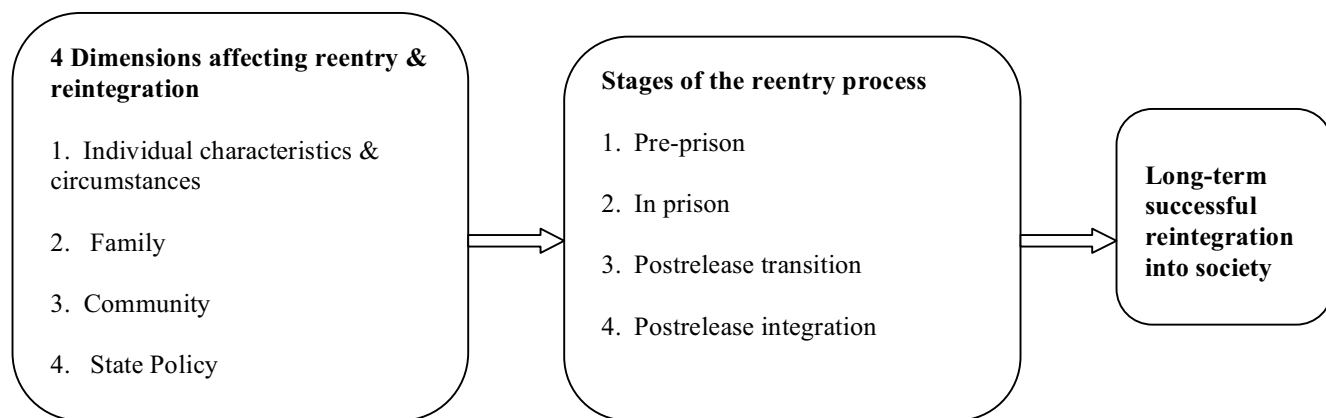 4 Dimensions affecting reentry &
reintegration
1. Individual characteristics &
circumstances
2. Family
3. Community
4. State Policy
Stages of the reentry process
1. Pre-prison
2. In prison
3. Postrelease transition
4. Postrelease integration
Long-term
successful
reintegration
into society